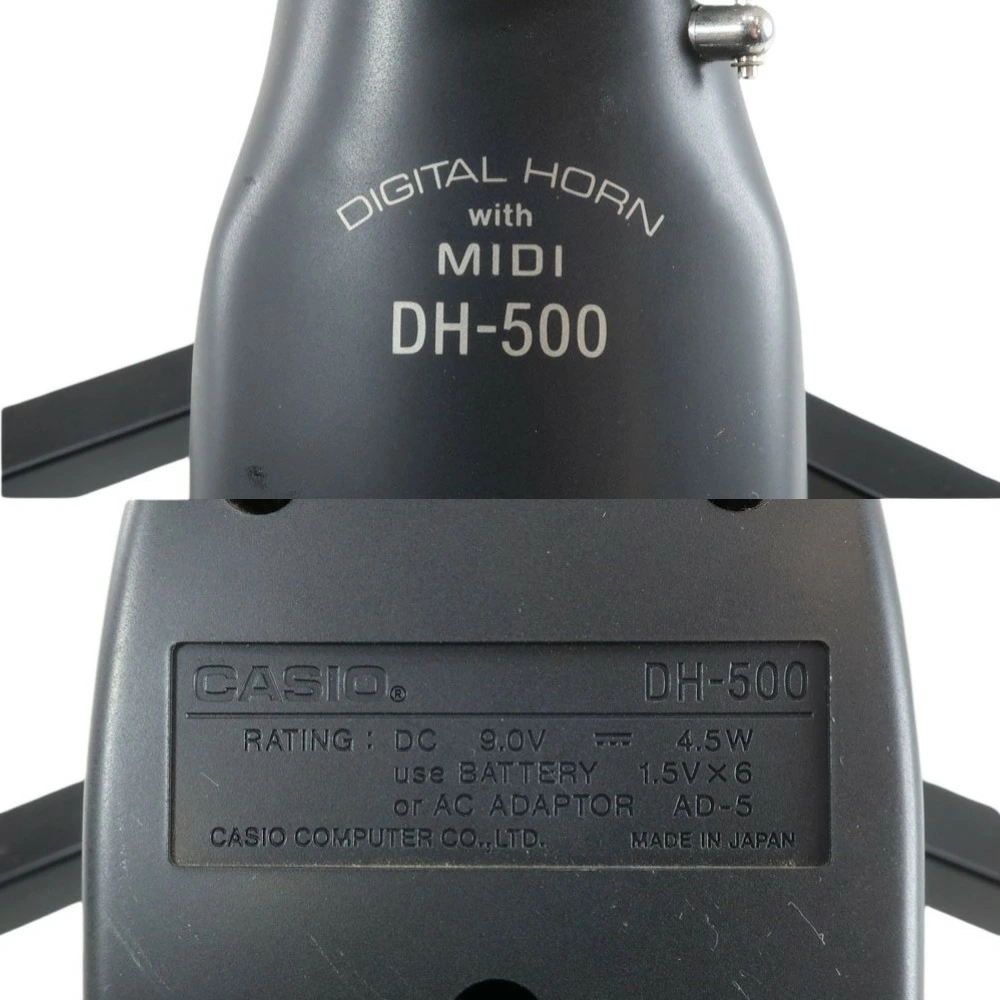 DIGITAL HORN
with
MIDI
DH-500
CASIO® DH-500
RATING : DC 9.0V ⎓ 4.5W
use BATTERY 1.5V×6
or AC ADAPTOR AD-5
CASIO COMPUTER CO.,LTD. MADE IN JAPAN